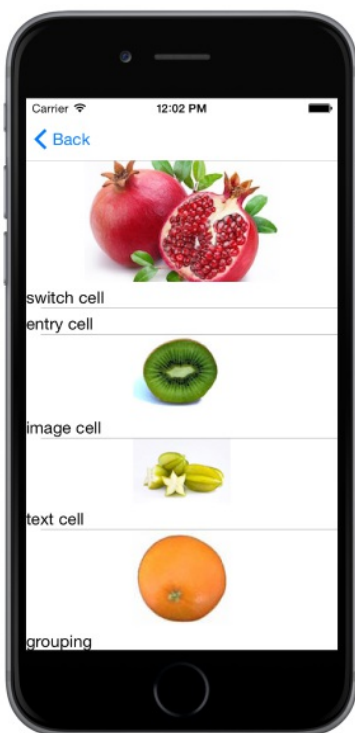 Carrier 12:02 PM
Back
switch cell
entry cell
image cell
text cell
grouping